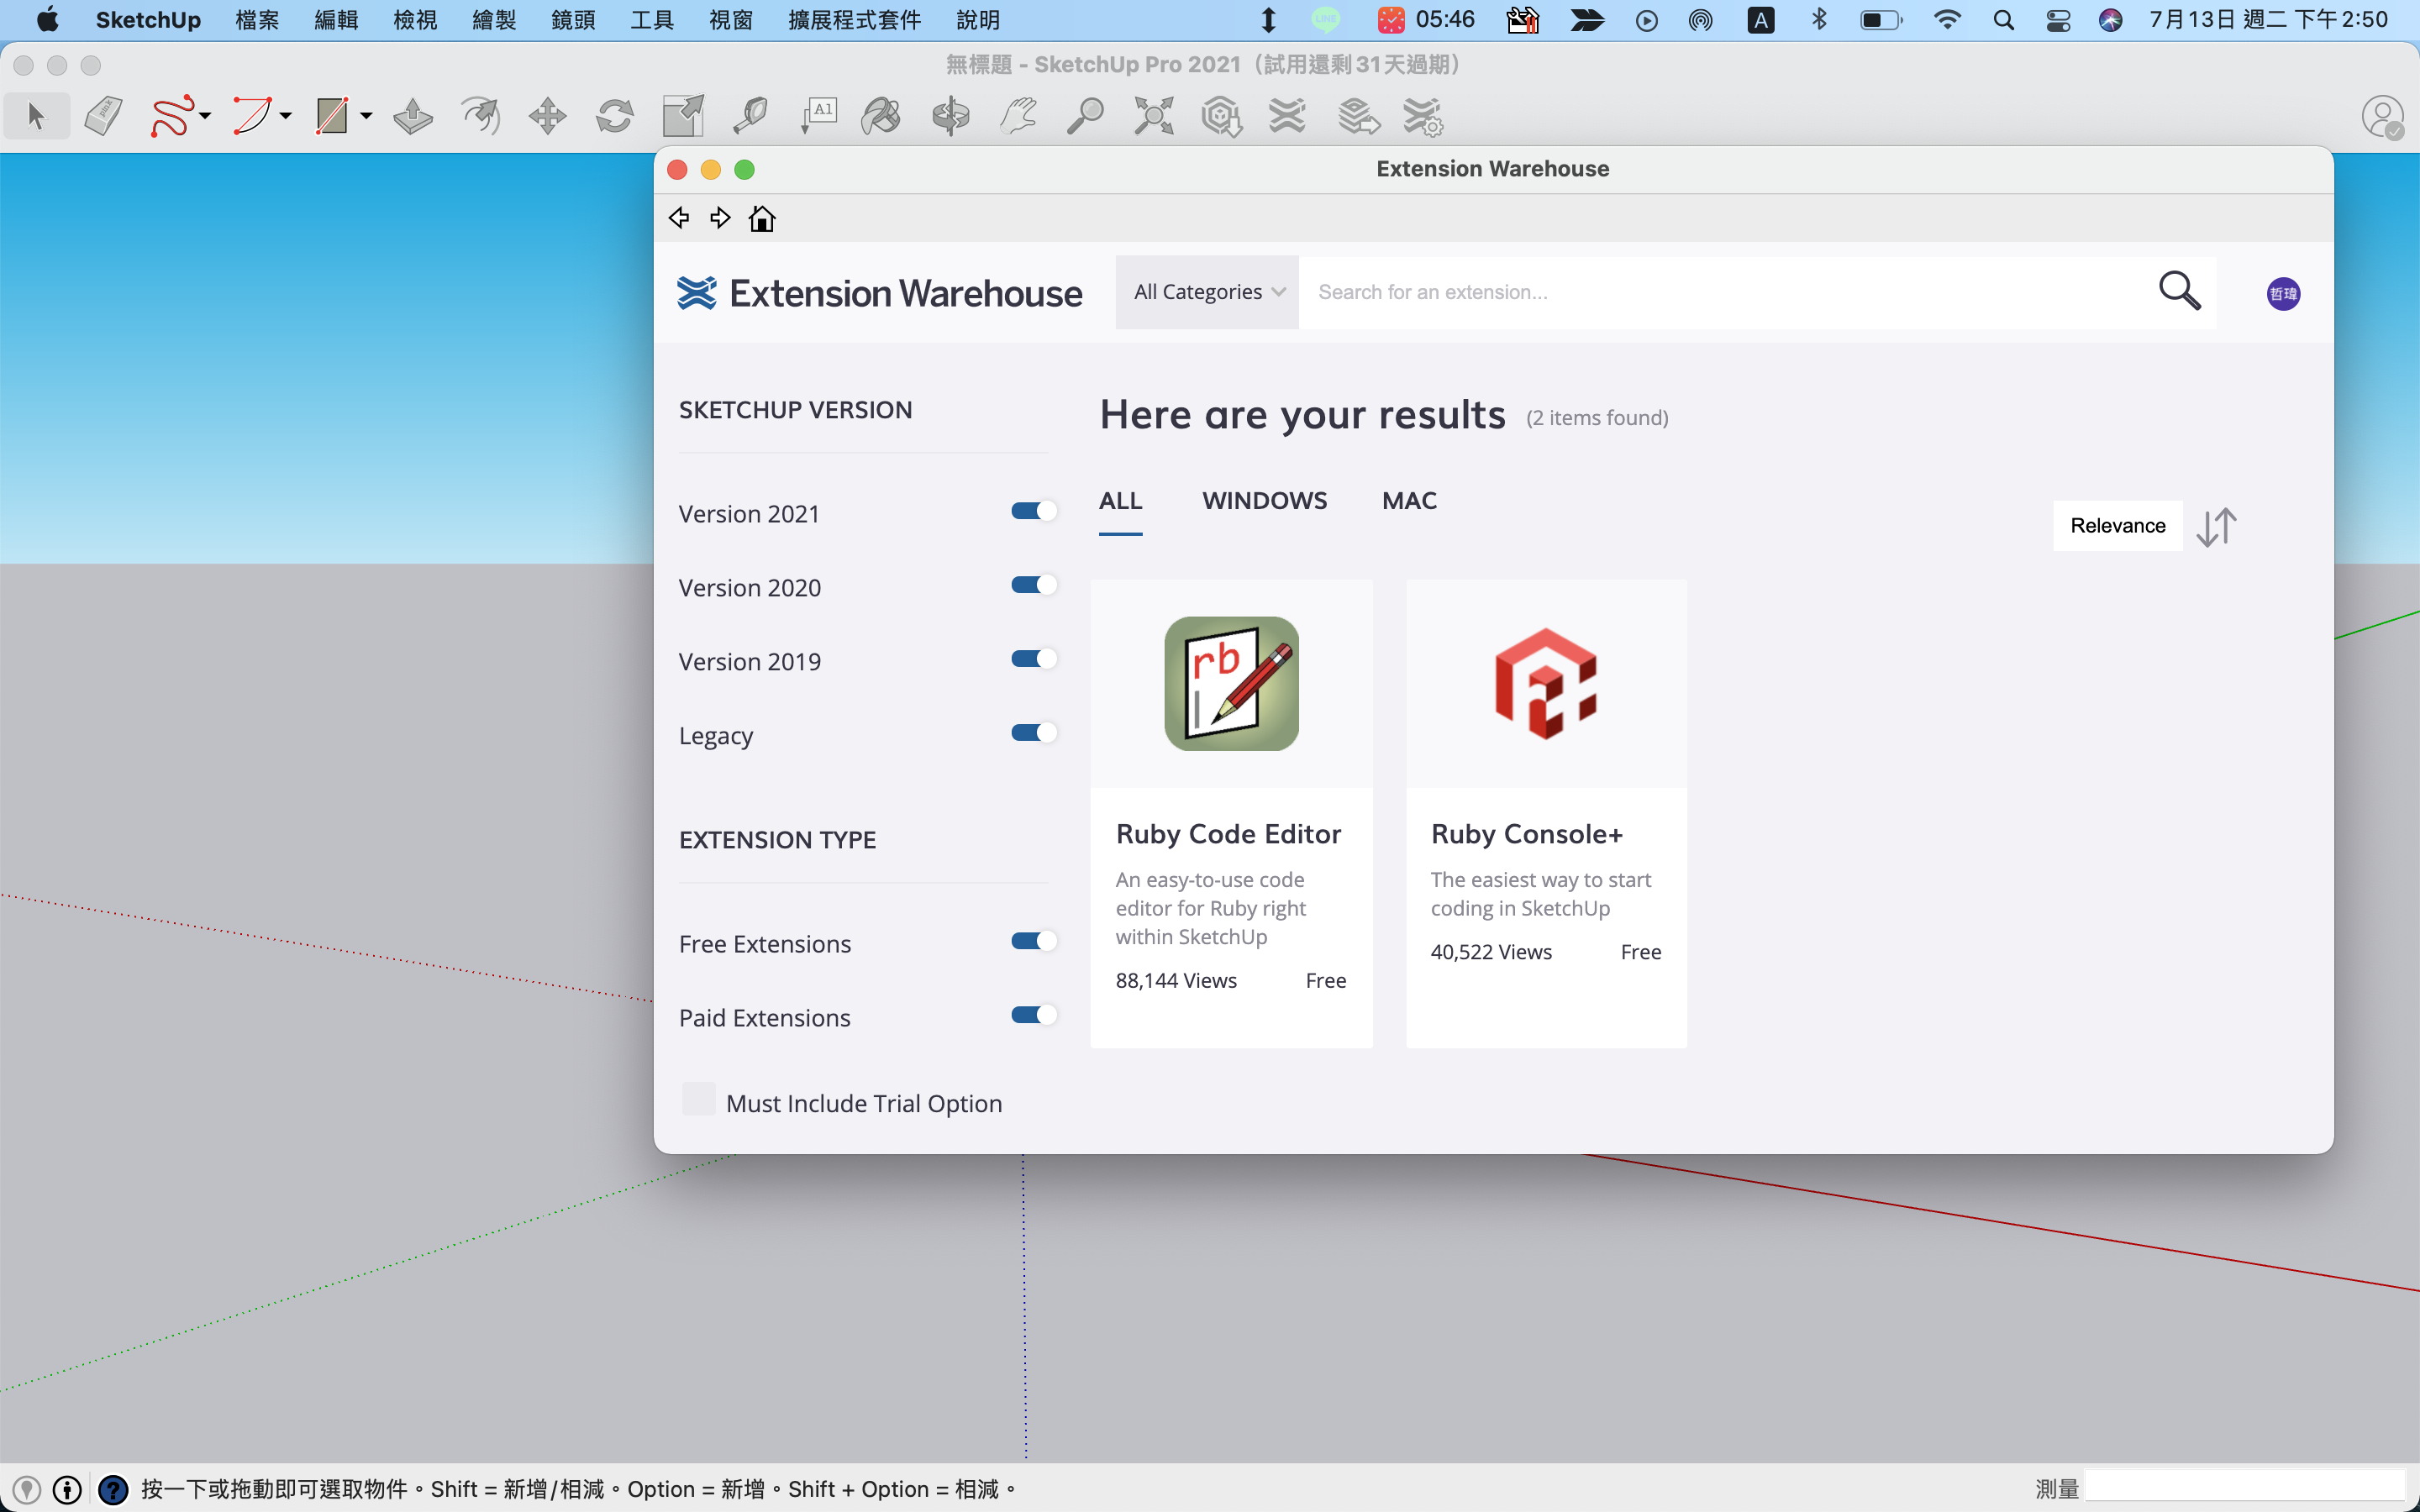 SketchUp 檔案 編輯 檢視 繪製 鏡頭 工具 視窗 擴展程式套件 說明 LINE 05:46 A 7月13日 週二 下午2:50
無標題 - SketchUp Pro 2021（試用還剩31天過期）
A1
Extension Warehouse
Extension Warehouse All Categories Search for an extension... 哲瑋
SKETCHUP VERSION
Version 2021
Version 2020
Version 2019
Legacy
EXTENSION TYPE
Free Extensions
Paid Extensions
Must Include Trial Option
Here are your results (2 items found)
ALL WINDOWS MAC
Relevance
rb
Ruby Code Editor
An easy-to-use code
editor for Ruby right
within SketchUp
88,144 Views Free
Ruby Console+
The easiest way to start
coding in SketchUp
40,522 Views Free
按一下或拖動即可選取物件。Shift = 新增/相減。Option = 新增。Shift + Option = 相減。
測量